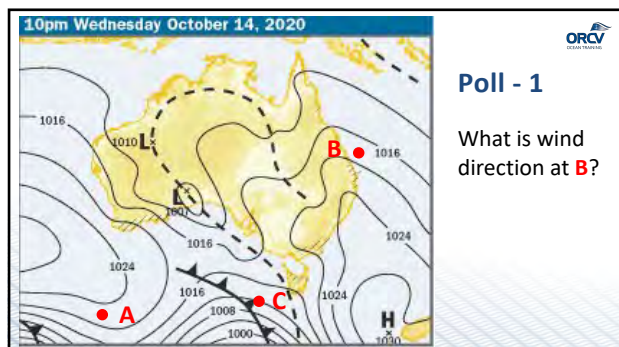 10pm Wednesday October 14, 2020
ORCV
OCEAN TRAINING
Poll - 1
What is wind
direction at B?
1016
1010 L
B
1016
L
1007
1016
1024
1024
1016
C
A
1008
1024
H
1000
1030